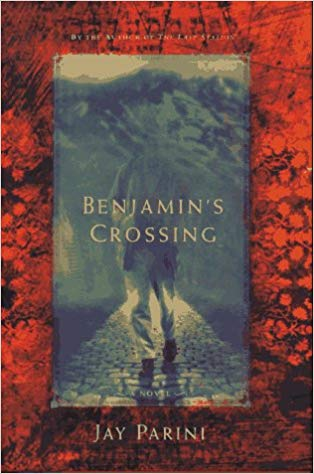 BY THE AUTHOR OF THE LAST STATION
BENJAMIN'S
CROSSING
A NOVEL
JAY PARINI